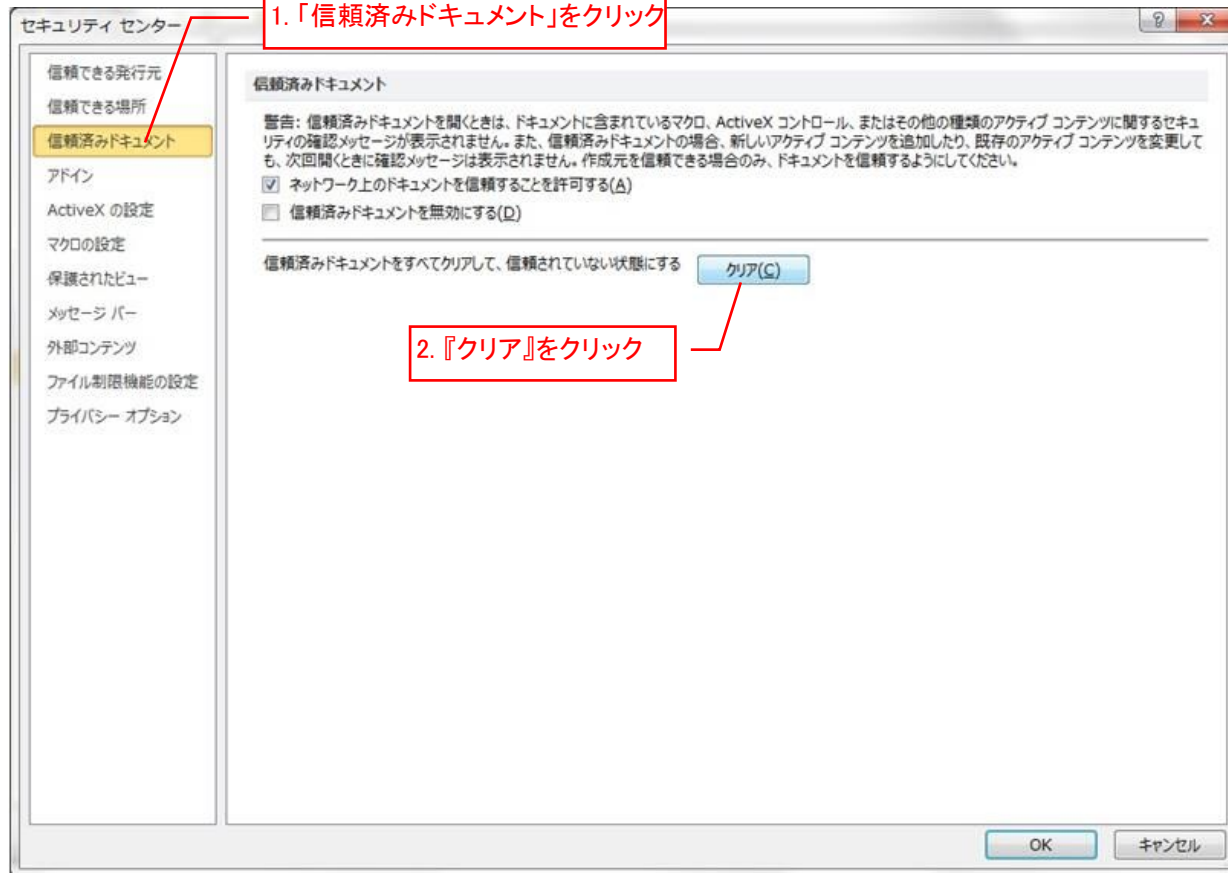 セキュリティ センター
1. 「信頼済みドキュメント」をクリック
信頼できる発行元
信頼できる場所
信頼済みドキュメント
アドイン
ActiveX の設定
マクロの設定
保護されたビュー
メッセージ バー
外部コンテンツ
ファイル制限機能の設定
プライバシー オプション
信頼済みドキュメント
警告: 信頼済みドキュメントを開くときは、ドキュメントに含まれているマクロ、ActiveX コントロール、またはその他の種類のアクティブ コンテンツに関するセキュ
リティの確認メッセージが表示されません。また、信頼済みドキュメントの場合、新しいアクティブ コンテンツを追加したり、既存のアクティブ コンテンツを変更して
も、次回開くときに確認メッセージは表示されません。作成元を信頼できる場合のみ、ドキュメントを信頼するようにしてください。
ネットワーク上のドキュメントを信頼することを許可する(A)
信頼済みドキュメントを無効にする(D)
信頼済みドキュメントをすべてクリアして、信頼されていない状態にする
クリア(C)
2. 『クリア』をクリック
OK
キャンセル